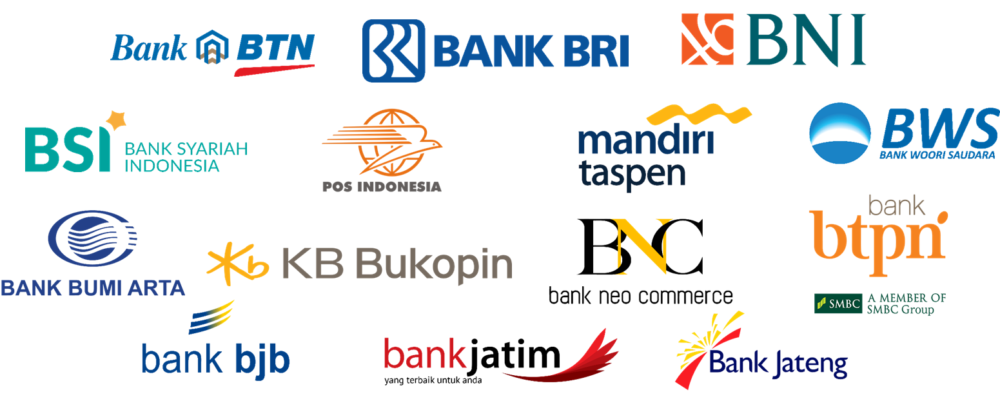 Bank BTN
BANK BRI
BNI
BSI
BANK SYARIAH
INDONESIA
POS INDONESIA
mandiri
taspen
BWS
BANK WOORI SAUDARA
BANK BUMI ARTA
Kb KB Bukopin
BNC
bank neo commerce
bank
btpn
SMBC
A MEMBER OF
SMBC Group
bank bjb
bankjatim
yang terbaik untuk anda
Bank Jateng